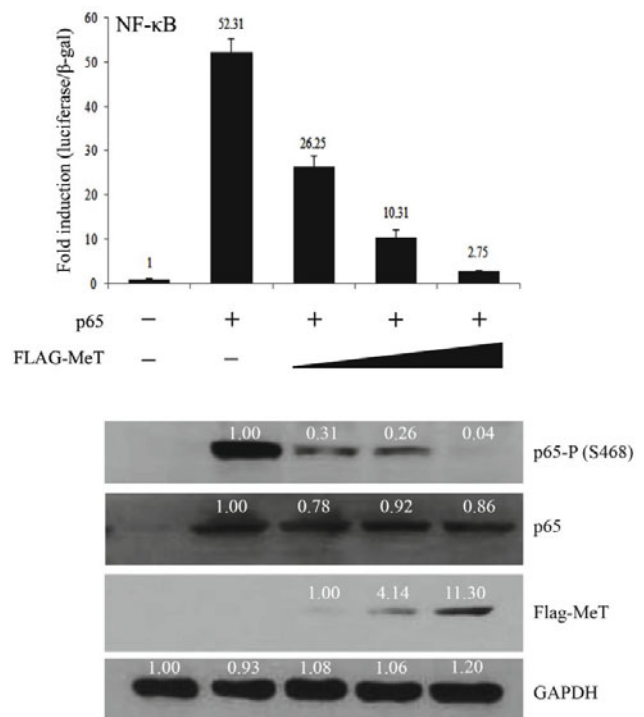 60
NF-κB
52.31
50
40
26.25
30
20
10.31
10
2.75
1
0
Fold induction (luciferase/β-gal)
p65 − + + + +
FLAG-MeT − −
1.00 0.31 0.26 0.04
p65-P (S468)
1.00 0.78 0.92 0.86
p65
1.00 4.14 11.30
Flag-MeT
1.00 0.93 1.08 1.06 1.20
GAPDH